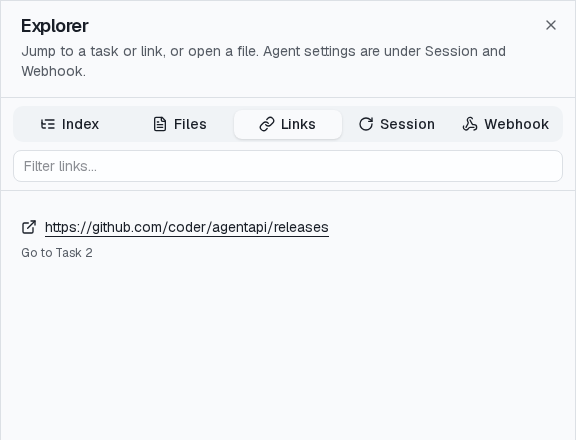 Explorer
Jump to a task or link, or open a file. Agent settings are under Session and
Webhook.
Index
Files
Links
Session
Webhook
Filter links...
https://github.com/coder/agentapi/releases
Go to Task 2